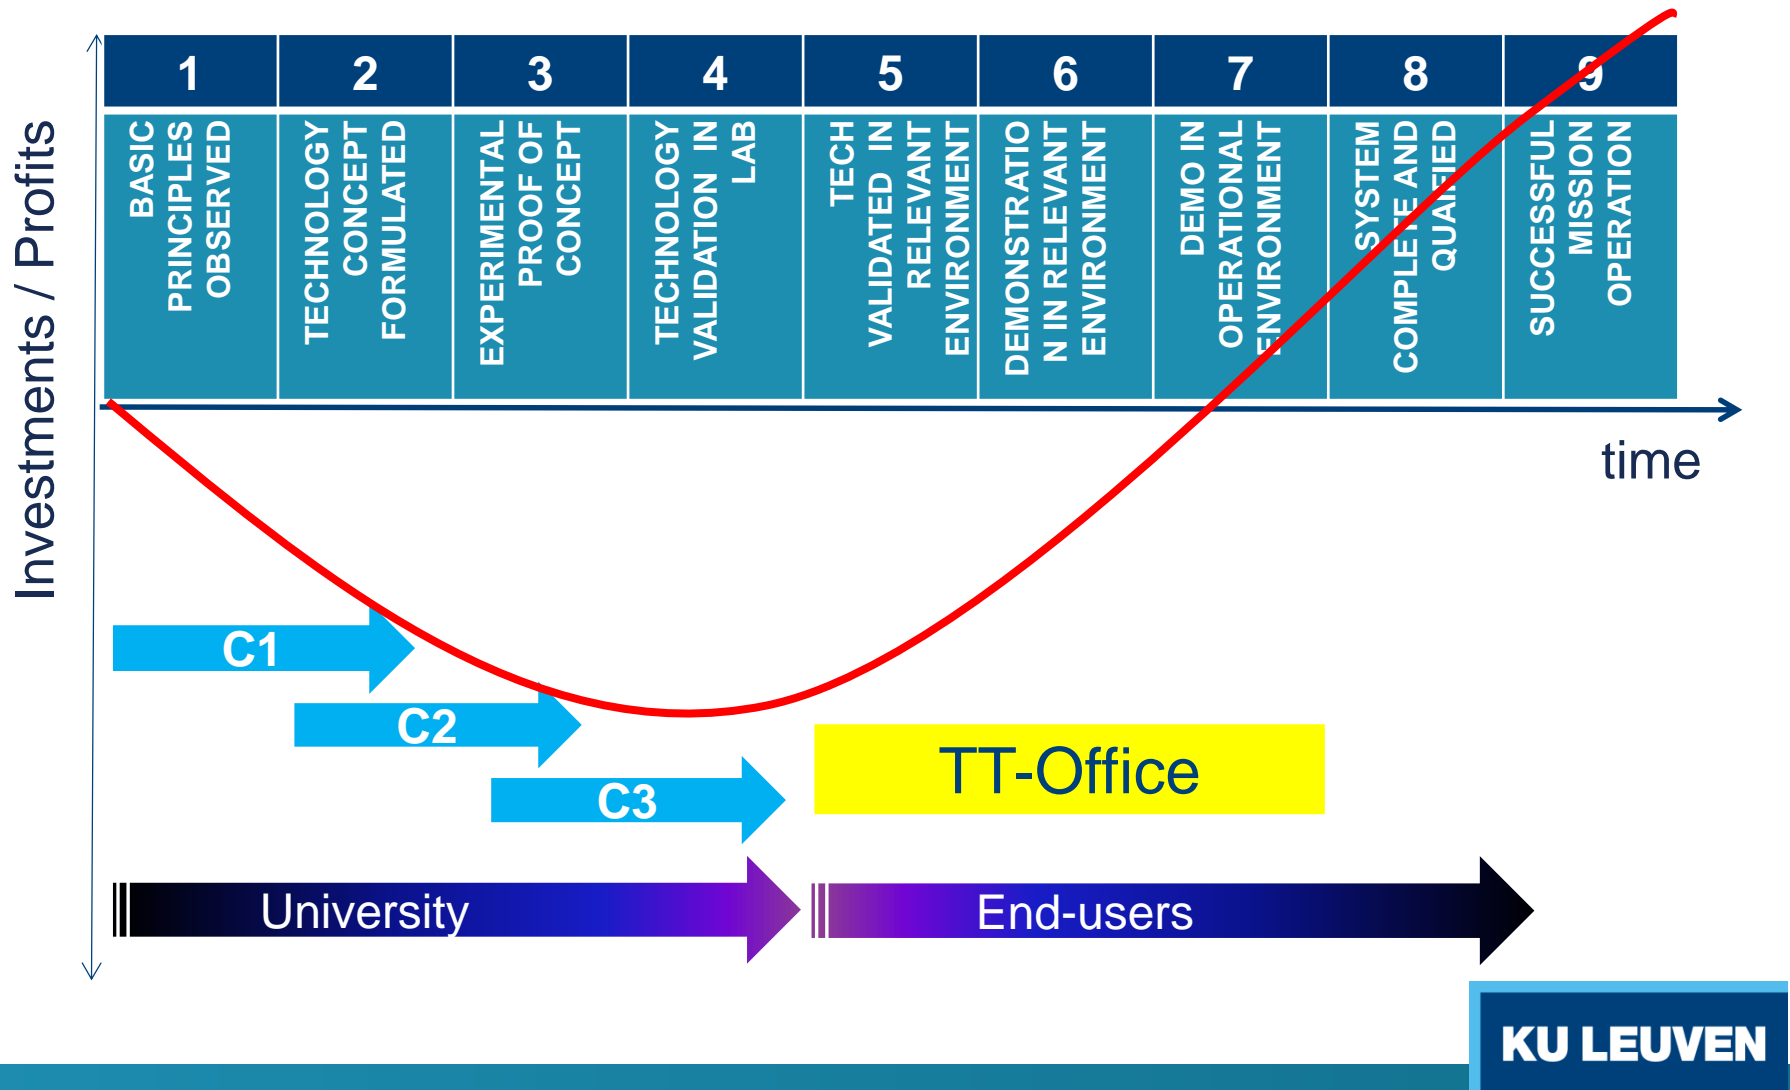 Investments / Profits
1
2
3
4
5
6
7
8
9
BASIC
PRINCIPLES
OBSERVED
TECHNOLOGY
CONCEPT
FORMULATED
EXPERIMENTAL
PROOF OF
CONCEPT
TECHNOLOGY
VALIDATION IN
LAB
TECH
VALIDATED IN
RELEVANT
ENVIRONMENT
DEMONSTRATIO
N IN RELEVANT
ENVIRONMENT
DEMO IN
OPERATIONAL
ENVIRONMENT
SYSTEM
COMPLETE AND
QUAIFIED
SUCCESSFUL
MISSION
OPERATION
time
C1
C2
C3
TT-Office
University
End-users
KU LEUVEN